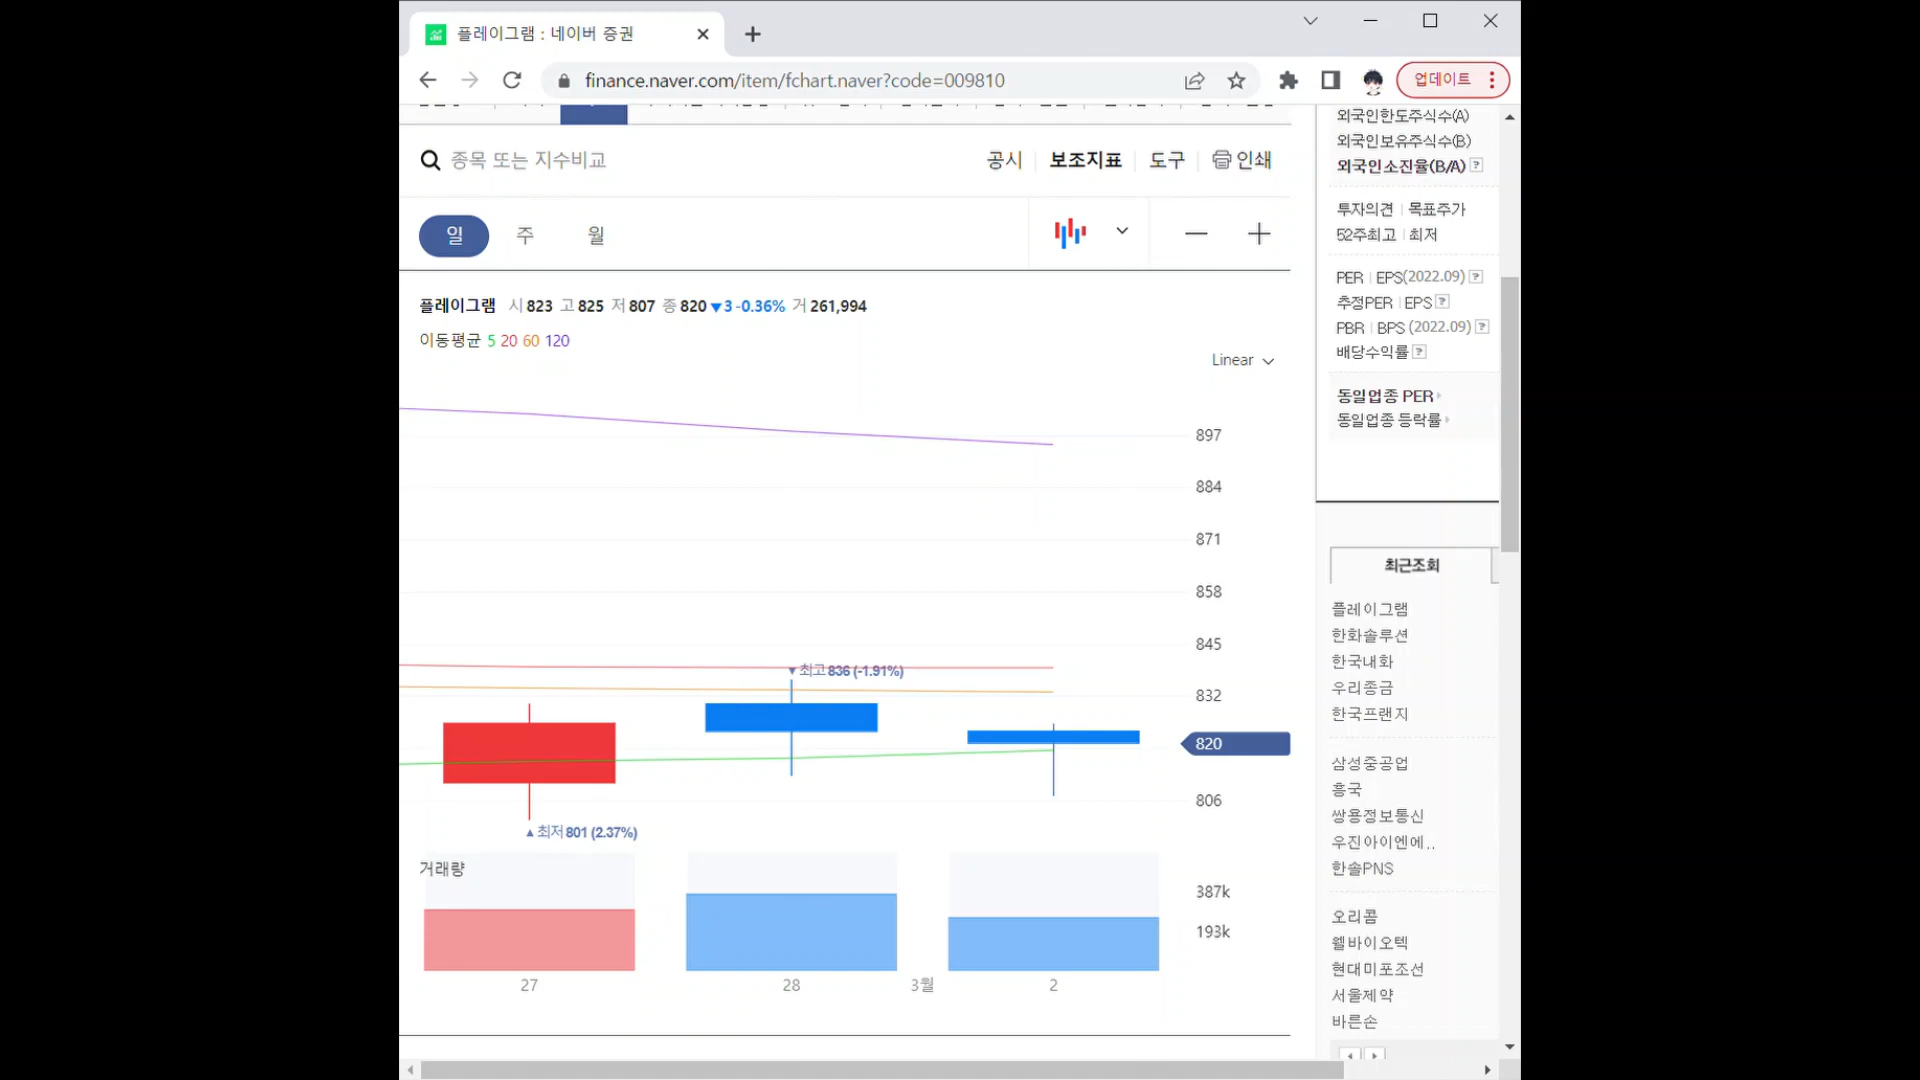 플레이그램 : 네이버 증권
finance.naver.com/item/fchart.naver?code=009810
업데이트
종목 또는 지수비교
공시 보조지표 도구 인쇄
일 주 월
플레이그램 시 823 고 825 저 807 종 820 ▼3 -0.36% 거 261,994
이동평균 5 20 60 120
Linear
897
884
871
858
845
832
820
806
▼최고 836 (-1.91%)
▲최저 801 (2.37%)
거래량
387k
193k
27 28 3월 2
외국인한도주식수(A)
외국인보유주식수(B)
외국인소진율(B/A) ?
투자의견 | 목표주가
52주최고 | 최저
PER | EPS(2022.09) ?
추정PER | EPS ?
PBR | BPS (2022.09) ?
배당수익률 ?
동일업종 PER
동일업종 등락률
최근조회
플레이그램
한화솔루션
한국내화
우리종금
한국프랜지
삼성중공업
흥국
쌍용정보통신
우진아이엔에..
한솔PNS
오리콤
웰바이오텍
현대미포조선
서울제약
바른손